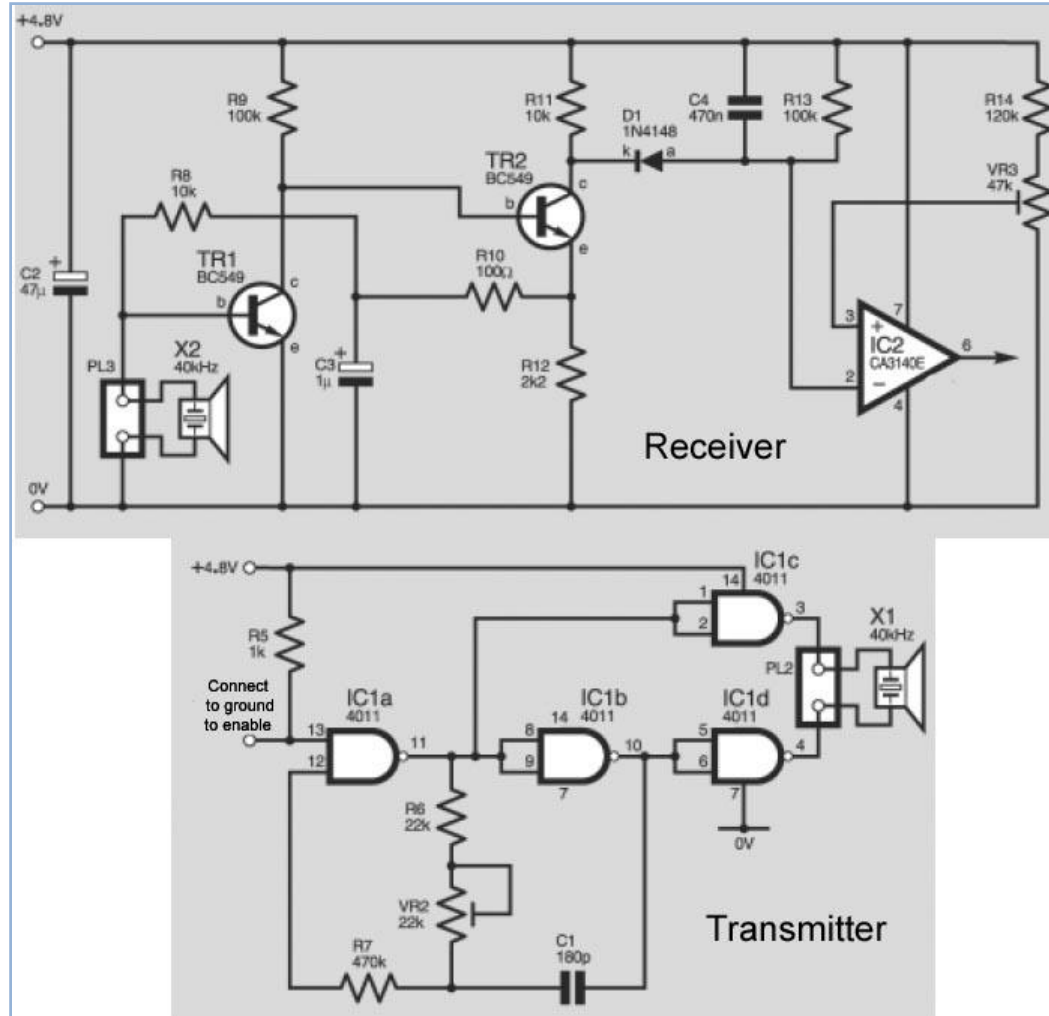 +4.8V
R9
100k
R11
10k
C4
470n
R13
100k
R14
120k
D1
1N4148
k
a
TR2
BC549
c
b
e
VR3
47k
R8
10k
TR1
BC549
c
b
e
R10
100Ω
+
C2
47µ
X2
40kHz
PL3
+
C3
1µ
R12
2k2
3
+
7
6
IC2
CA3140E
2
−
4
Receiver
0V
+4.8V
R5
1k
IC1c
4011
14
1
2
3
X1
40kHz
PL2
Connect
to ground
to enable
IC1a
4011
13
12
11
IC1b
4011
14
8
9
10
7
IC1d
4011
5
6
4
7
0V
R6
22k
VR2
22k
R7
470k
C1
180p
Transmitter